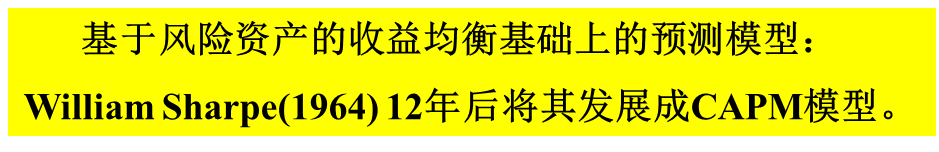 基于风险资产的收益均衡基础上的预测模型：
William Sharpe(1964) 12年后将其发展成CAPM模型。